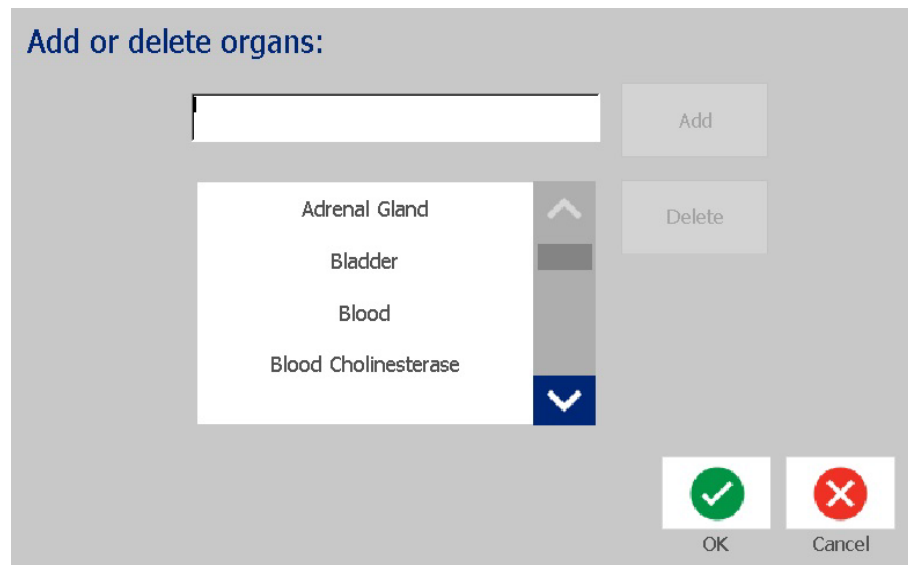 Add or delete organs:
Add
Adrenal Gland
Delete
Bladder
Blood
Blood Cholinesterase
OK
Cancel